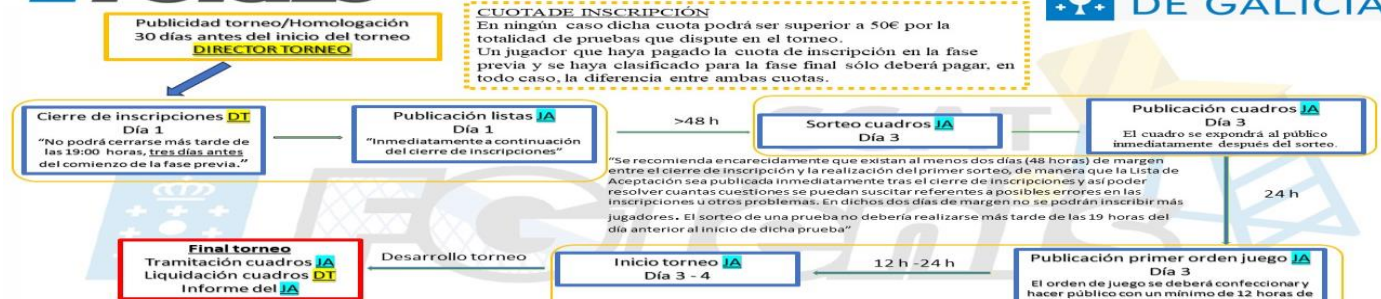 DE GALICIA
Publicidad torneo/Homologación
30 días antes del inicio del torneo
DIRECTOR TORNEO
CUOTA DE INSCRIPCIÓN
En ningún caso dicha cuota podrá ser superior a 50€ por la
totalidad de pruebas que dispute en el torneo.
Un jugador que haya pagado la cuota de inscripción en la fase
previa y se haya clasificado para la fase final sólo deberá pagar, en
todo caso, la diferencia entre ambas cuotas.
Cierre de inscripciones DT
Día 1
"No podrá cerrarse más tarde de
las 19:00 horas, tres días antes
del comienzo de la fase previa."
Publicación listas JA
Día 1
"Inmediatamente a continuación
del cierre de inscripciones"
>48 h
Sorteo cuadros JA
Día 3
Publicación cuadros JA
Día 3
El cuadro se expondrá al público
inmediatamente después del sorteo.
"Se recomienda encarecidamente que existan al menos dos días (48 horas) de margen
entre el cierre de inscripción y la realización del primer sorteo, de manera que la Lista de
Aceptación sea publicada inmediatamente tras el cierre de inscripciones y así poder
resolver cuantas cuestiones se puedan suscitar referentes a posibles errores en las
inscripciones u otros problemas. En dichos dos días de margen no se podrán inscribir más
jugadores. El sorteo de una prueba no debería realizarse más tarde de las 19 horas del
día anterior al inicio de dicha prueba"
24 h
Publicación primer orden juego JA
Día 3
El orden de juego se deberá confeccionar y
hacer público con un mínimo de 12 horas de
12 h -24 h
Inicio torneo JA
Día 3 - 4
Desarrollo torneo
Final torneo
Tramitación cuadros JA
Liquidación cuadros DT
Informe del JA